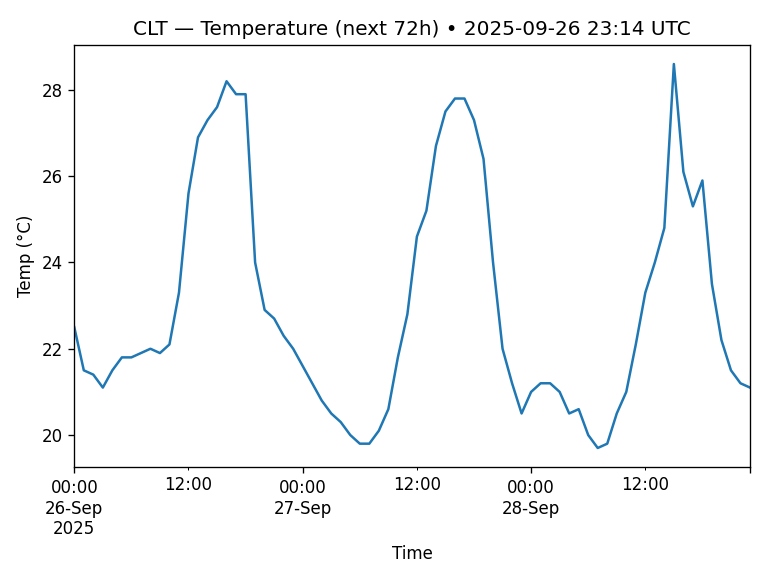 CLT — Temperature (next 72h) • 2025-09-26 23:14 UTC
Temp (°C)
28
26
24
22
20
00:00 12:00 00:00 12:00 00:00 12:00
26-Sep 27-Sep 28-Sep
2025
Time